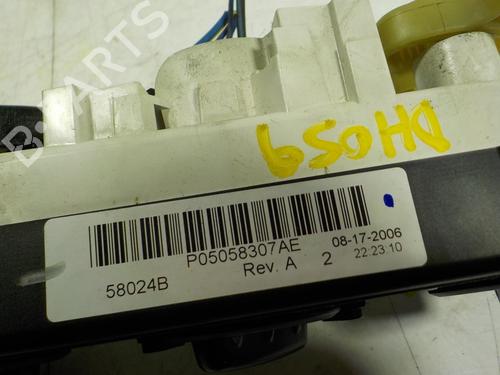 B-PARTS
DH059
P05058307AE 08-17-2006
58024B Rev. A 2 22:23.10